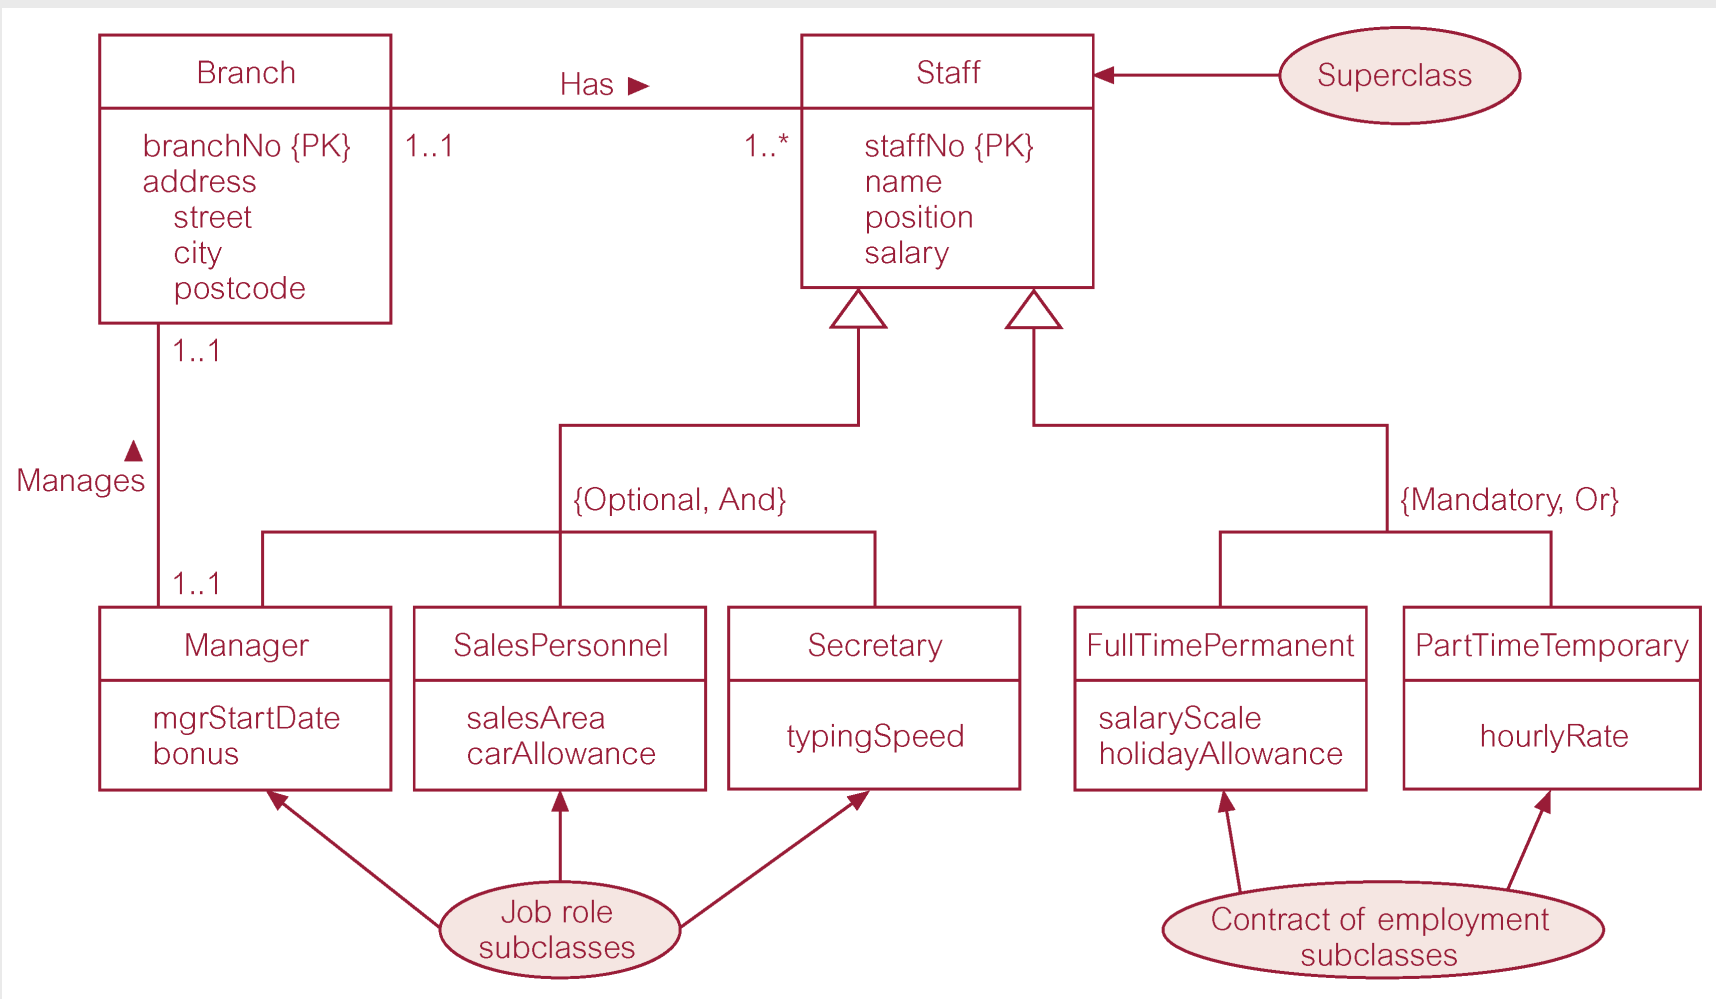 Branch
Has ▶
Staff
Superclass
branchNo {PK}
address
street
city
postcode
1..1
1..*
staffNo {PK}
name
position
salary
1..1
▲
Manages
{Optional, And}
{Mandatory, Or}
1..1
Manager
SalesPersonnel
Secretary
FullTimePermanent
PartTimeTemporary
mgrStartDate
bonus
salesArea
carAllowance
typingSpeed
salaryScale
holidayAllowance
hourlyRate
Job role
subclasses
Contract of employment
subclasses